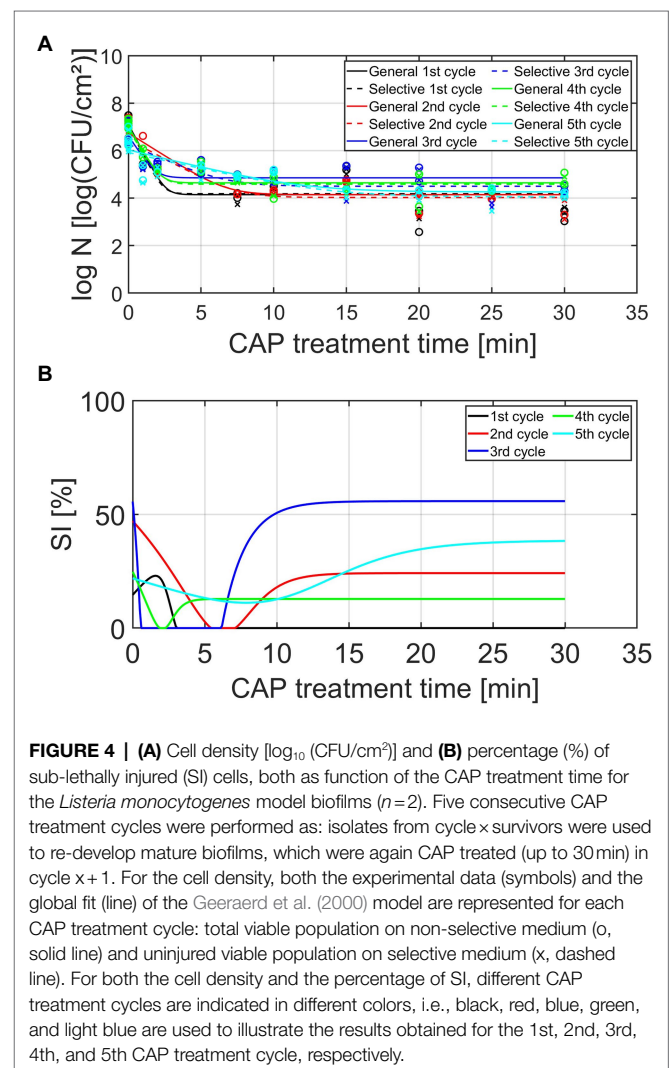 A
10
8
6
4
2
0
log N [log(CFU/cm²)]
General 1st cycle
Selective 1st cycle
General 2nd cycle
Selective 2nd cycle
General 3rd cycle
Selective 3rd cycle
General 4th cycle
Selective 4th cycle
General 5th cycle
Selective 5th cycle
0 5 10 15 20 25 30 35
CAP treatment time [min]
B
100
50
0
SI [%]
1st cycle
2nd cycle
3rd cycle
4th cycle
5th cycle
0 5 10 15 20 25 30 35
CAP treatment time [min]
FIGURE 4 | (A) Cell density [log₁₀ (CFU/cm²)] and (B) percentage (%) of
sub-lethally injured (SI) cells, both as function of the CAP treatment time for
the Listeria monocytogenes model biofilms (n=2). Five consecutive CAP
treatment cycles were performed as: isolates from cycle × survivors were used
to re-develop mature biofilms, which were again CAP treated (up to 30 min) in
cycle x+1. For the cell density, both the experimental data (symbols) and the
global fit (line) of the Geeraerd et al. (2000) model are represented for each
CAP treatment cycle: total viable population on non-selective medium (o,
solid line) and uninjured viable population on selective medium (x, dashed
line). For both the cell density and the percentage of SI, different CAP
treatment cycles are indicated in different colors, i.e., black, red, blue, green,
and light blue are used to illustrate the results obtained for the 1st, 2nd, 3rd,
4th, and 5th CAP treatment cycle, respectively.